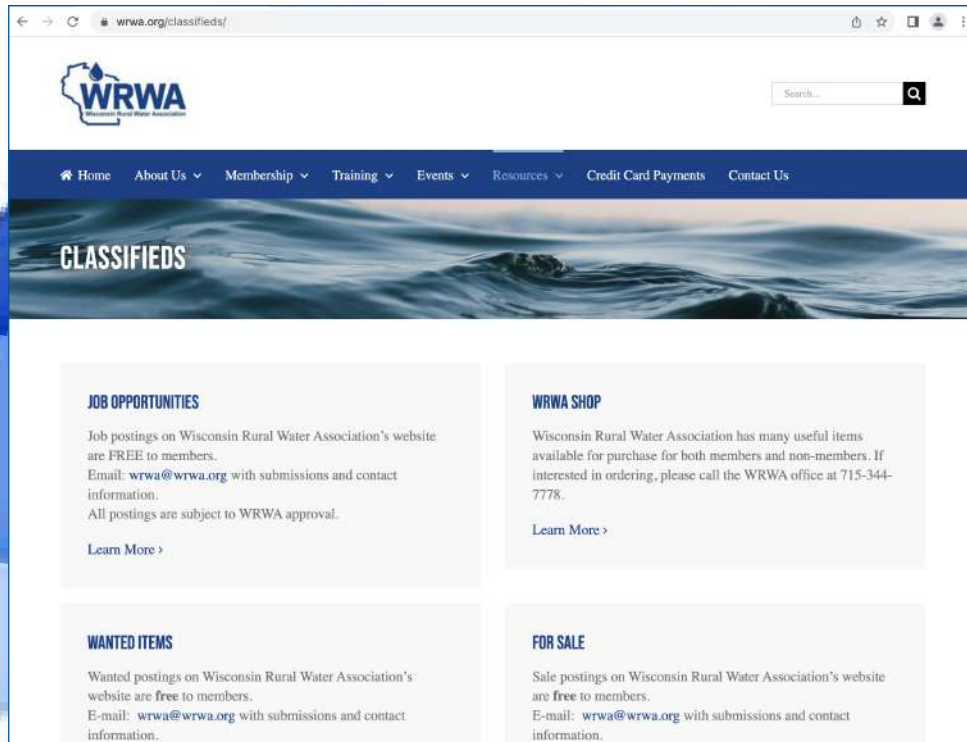 wrwa.org/classifieds/
WRWA
Wisconsin Rural Water Association
Search...
Home About Us Membership Training Events Resources Credit Card Payments Contact Us
CLASSIFIEDS
JOB OPPORTUNITIES
Job postings on Wisconsin Rural Water Association's website
are FREE to members.
Email: wrwa@wrwa.org with submissions and contact
information.
All postings are subject to WRWA approval.
Learn More >
WRWA SHOP
Wisconsin Rural Water Association has many useful items
available for purchase for both members and non-members. If
interested in ordering, please call the WRWA office at 715-344-
7778.
Learn More >
WANTED ITEMS
Wanted postings on Wisconsin Rural Water Association's
website are free to members.
E-mail: wrwa@wrwa.org with submissions and contact
information.
FOR SALE
Sale postings on Wisconsin Rural Water Association's website
are free to members.
E-mail: wrwa@wrwa.org with submissions and contact
information.